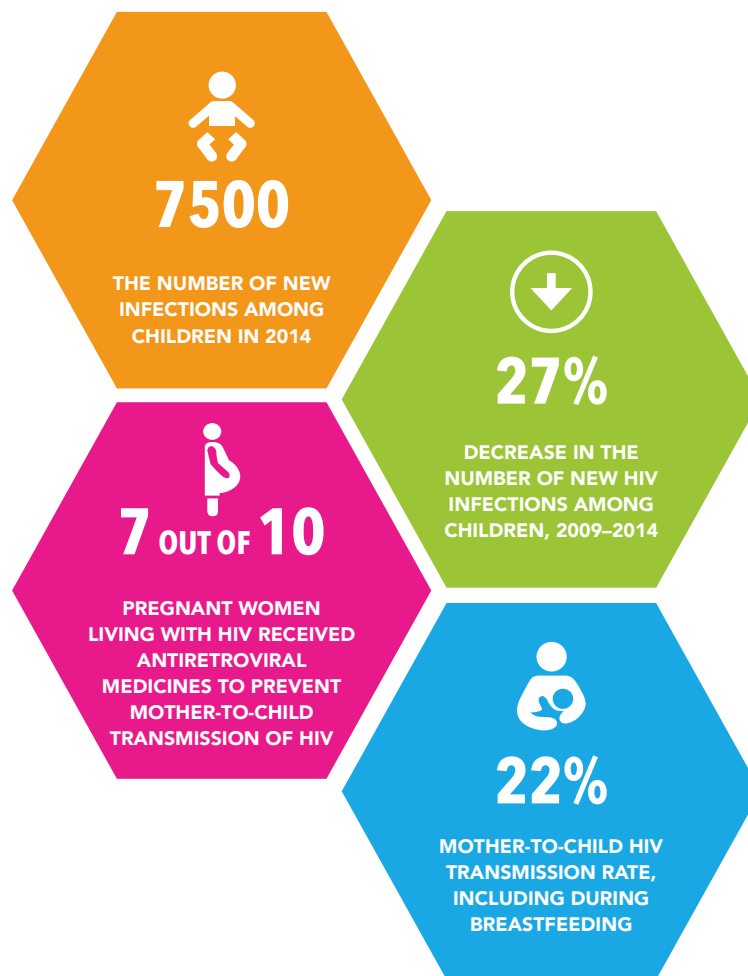 7500
THE NUMBER OF NEW
INFECTIONS AMONG
CHILDREN IN 2014
27%
DECREASE IN THE
NUMBER OF NEW HIV
INFECTIONS AMONG
CHILDREN, 2009–2014
7 OUT OF 10
PREGNANT WOMEN
LIVING WITH HIV RECEIVED
ANTIRETROVIRAL
MEDICINES TO PREVENT
MOTHER-TO-CHILD
TRANSMISSION OF HIV
22%
MOTHER-TO-CHILD HIV
TRANSMISSION RATE,
INCLUDING DURING
BREASTFEEDING